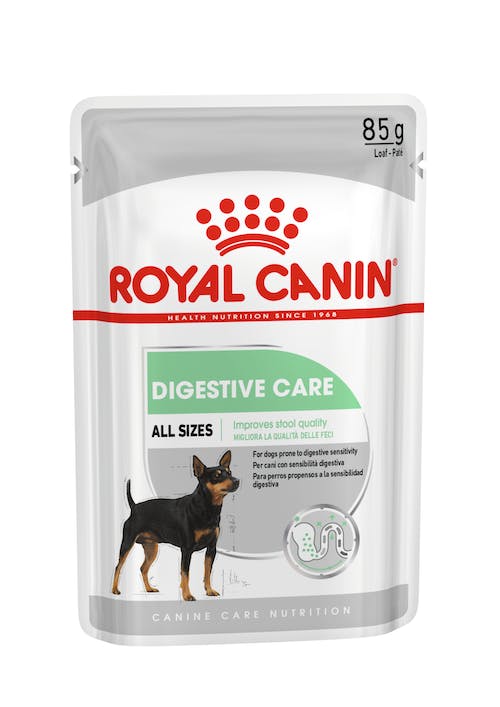 85g
Loaf - Paté
ROYAL CANIN®
HEALTH NUTRITION SINCE 1968
DIGESTIVE CARE
ALL SIZES
Improves stool quality
MIGLIORA LA QUALITÀ DELLE FECI
For dogs prone to digestive sensitivity
Per cani con sensibilità digestiva
Para perros propensos a la sensibilidad
digestiva
CANINE CARE NUTRITION